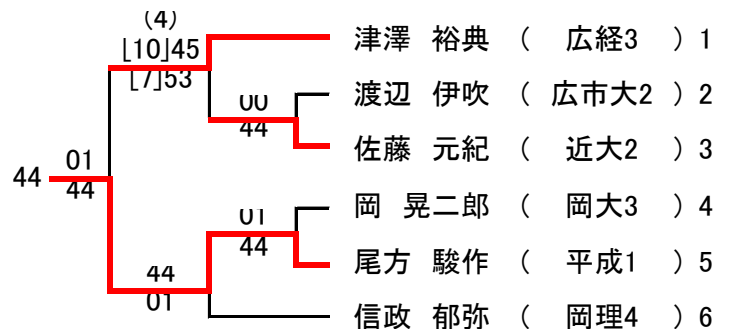 (4)
[10]45
[7]53
津澤 裕典 ( 広経3 ) 1
渡辺 伊吹 ( 広市大2 ) 2
00
44
佐藤 元紀 ( 近大2 ) 3
44
01
44
岡 晃二郎 ( 岡大3 ) 4
01
44
尾方 駿作 ( 平成1 ) 5
44
01
信政 郁弥 ( 岡理4 ) 6